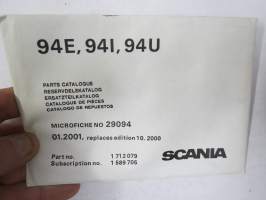 94E, 94I, 94U
PARTS CATALOGUE
RESERVDELSKATALOG
ERSATZTEILKATALOG
CATALOGUE DE PIECES
CATALOGO DE REPUESTOS
MICROFICHE NO 29094
01.2001, replaces edition 10.2000
Part no. 1 712 079
Subscription no. 1 589 706
SCANIA